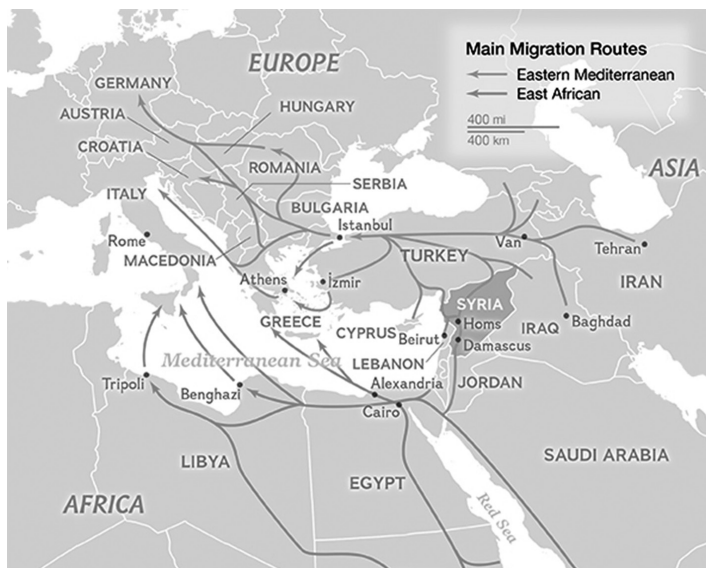 EUROPE
Main Migration Routes
Eastern Mediterranean
East African
400 mi
400 km
GERMANY
HUNGARY
AUSTRIA
CROATIA
ROMANIA
ASIA
ITALY
SERBIA
BULGARIA
Istanbul
Rome
Van
Tehran
MACEDONIA
TURKEY
Athens
İzmir
IRAN
SYRIA
GREECE
CYPRUS
Homs
IRAQ
Baghdad
Beirut
Damascus
Mediterranean Sea
LEBANON
Tripoli
Alexandria
JORDAN
Benghazi
Cairo
LIBYA
EGYPT
SAUDI ARABIA
AFRICA
Red Sea